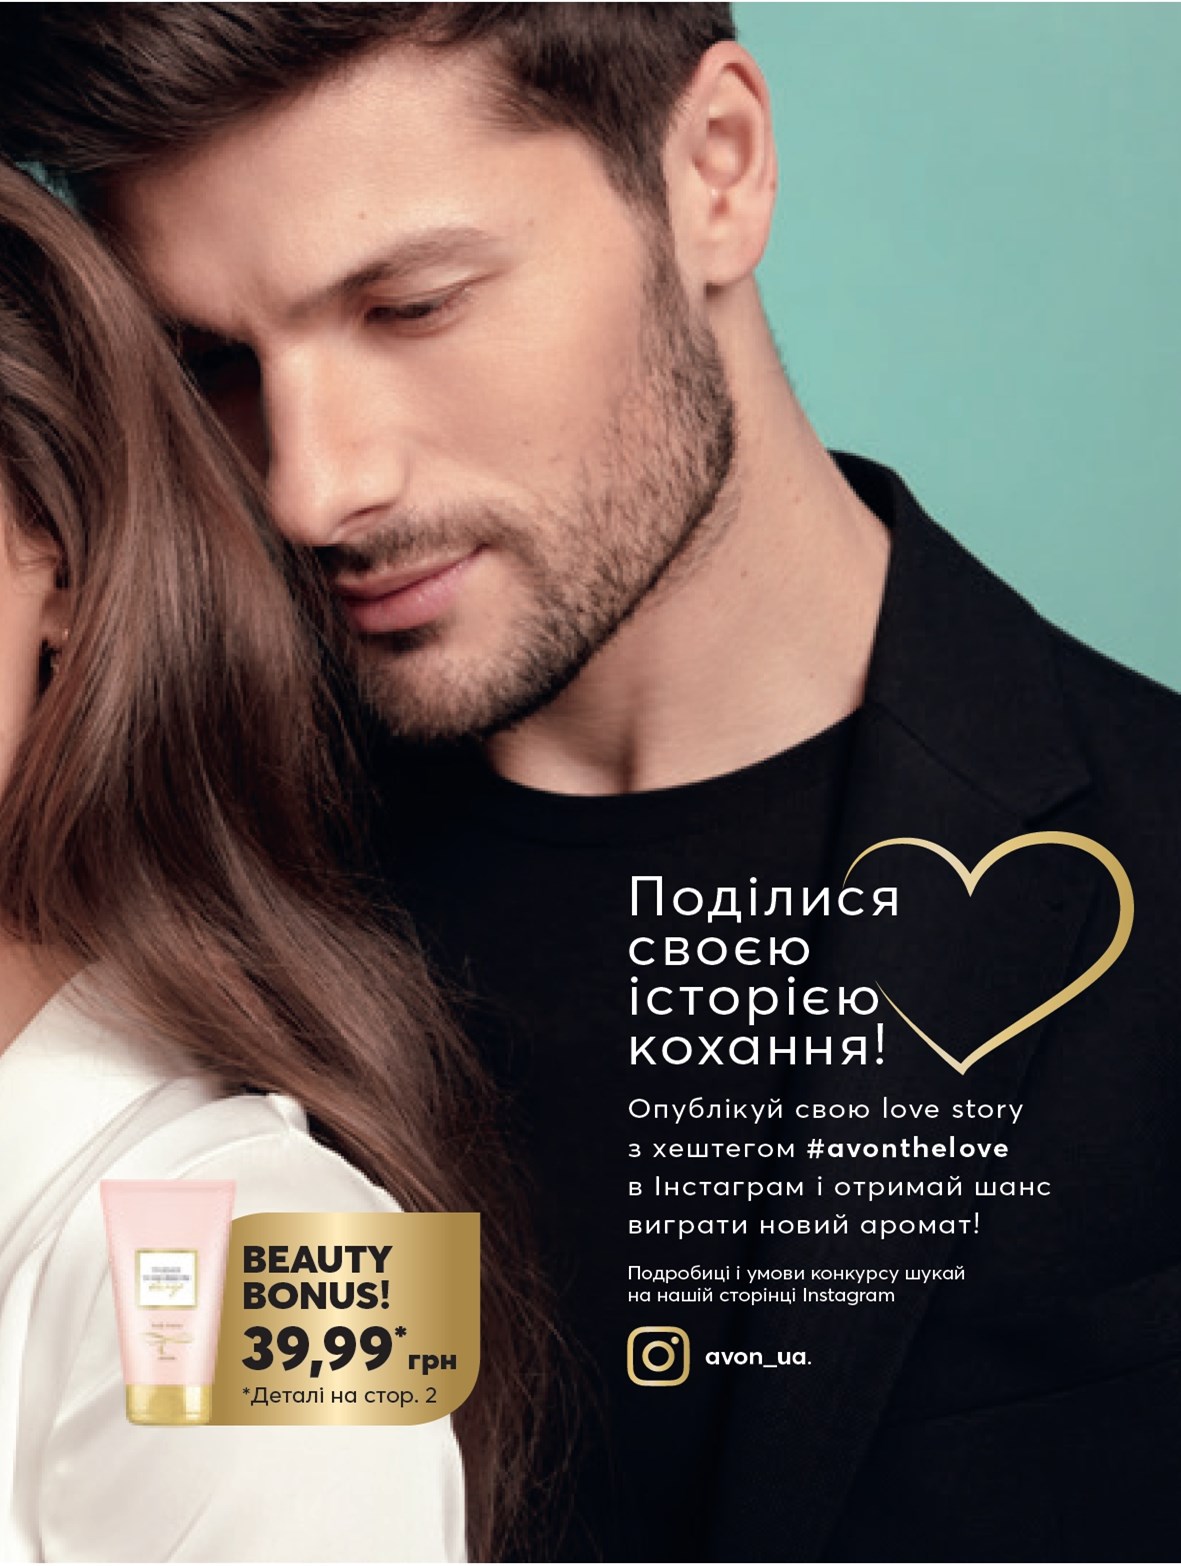 Поділися
своєю
історією
кохання!
Опублікуй свою love story
з хештегом #avonthelove
в Інстаграм і отримай шанс
виграти новий аромат!
Подробиці і умови конкурсу шукай
на нашій сторінці Instagram
avon_ua.
BEAUTY
BONUS!
39,99*
грн
*Деталі на стор. 2